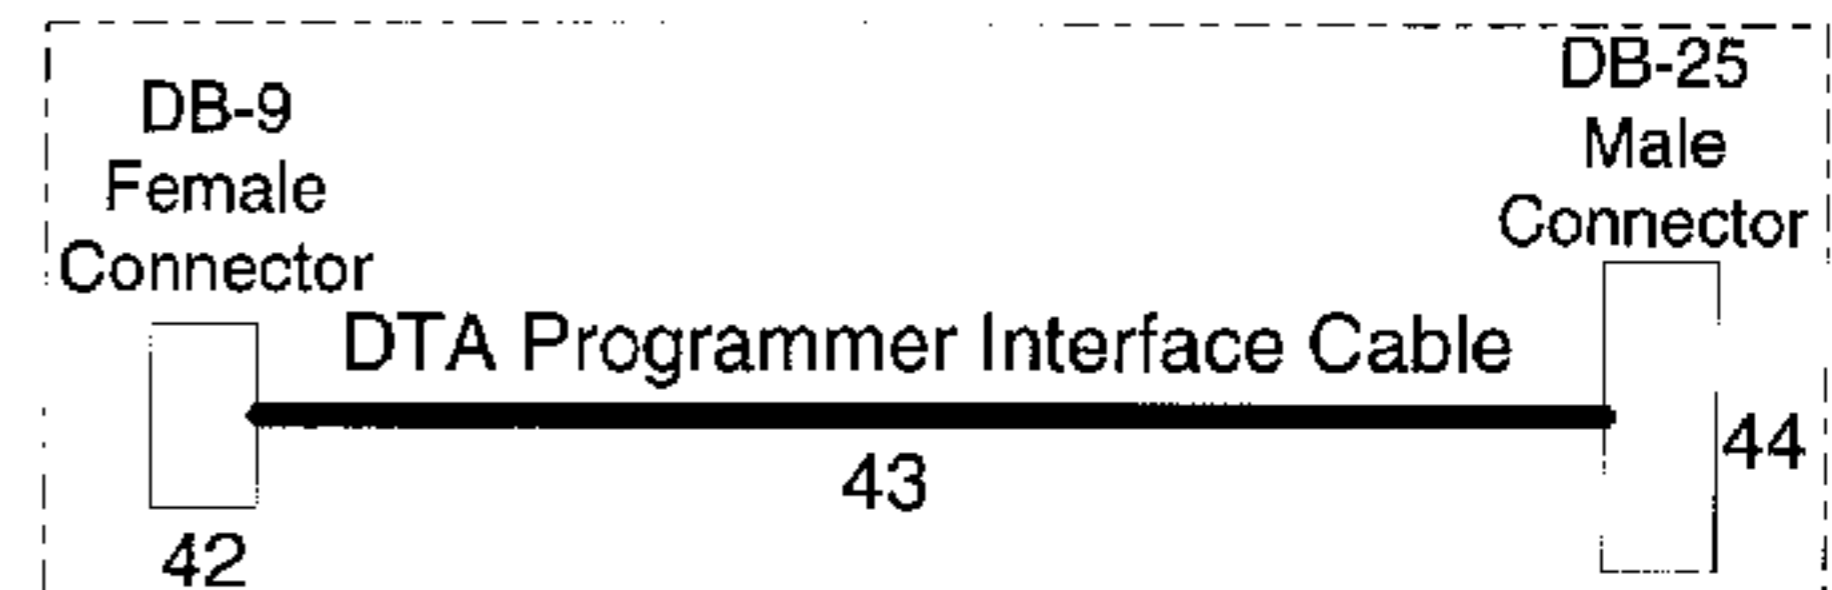 DB-9
Female
Connector
DB-25
Male
Connector
DTA Programmer Interface Cable
43
44
42